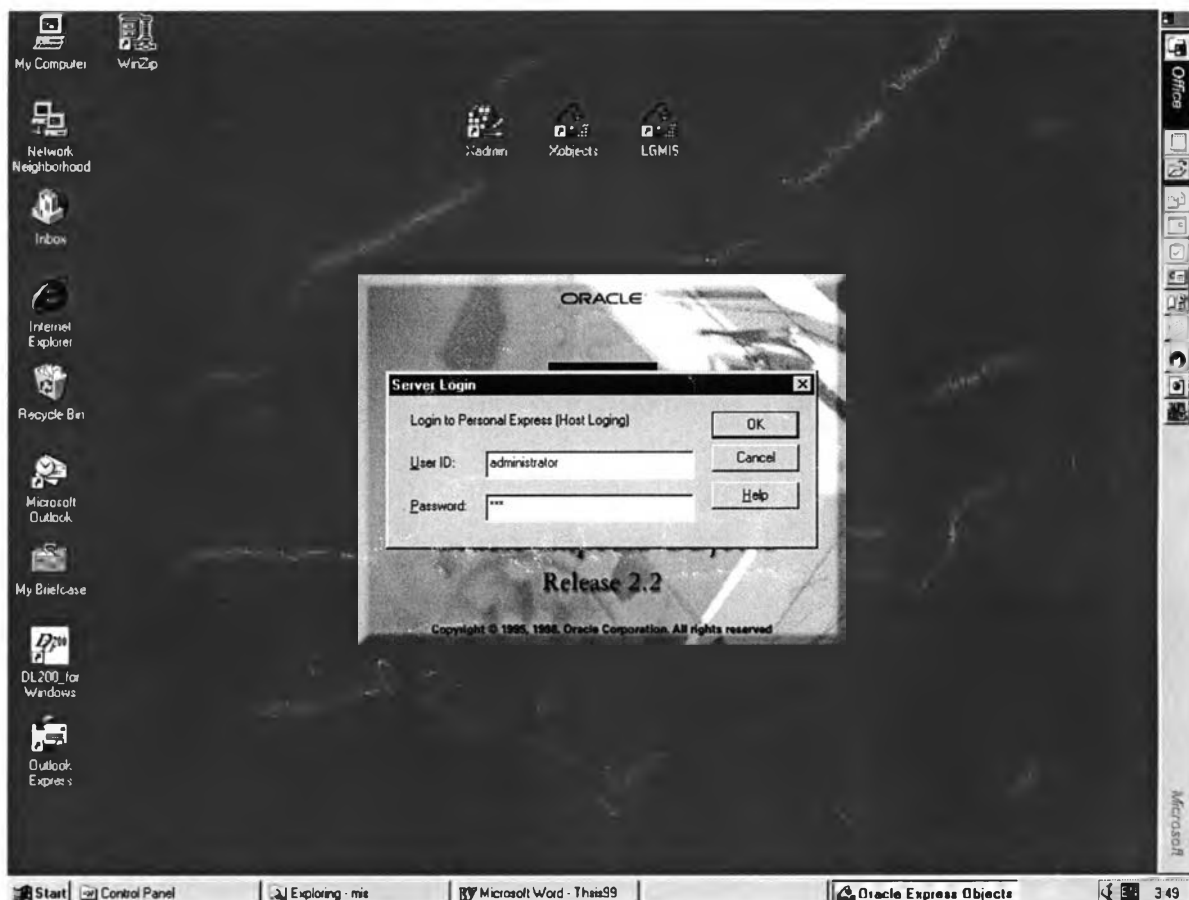 My Computer
WinZip
Network
Neighborhood
Inbox
Internet
Explorer
Recycle Bin
Microsoft
Outlook
My Briefcase
DL200_for
Windows
Outlook
Express
Xadmin
Xobjects
LGMIS
ORACLE
Server Login
Login to Personal Express (Host Loging)
User ID:
administrator
Password:
***
OK
Cancel
Help
Release 2.2
Copyright © 1995, 1998, Oracle Corporation. All rights reserved
Office
Microsoft
Start
Control Panel
Exploring - mis
Microsoft Word - Thsis99
Oracle Express Objects
3:49